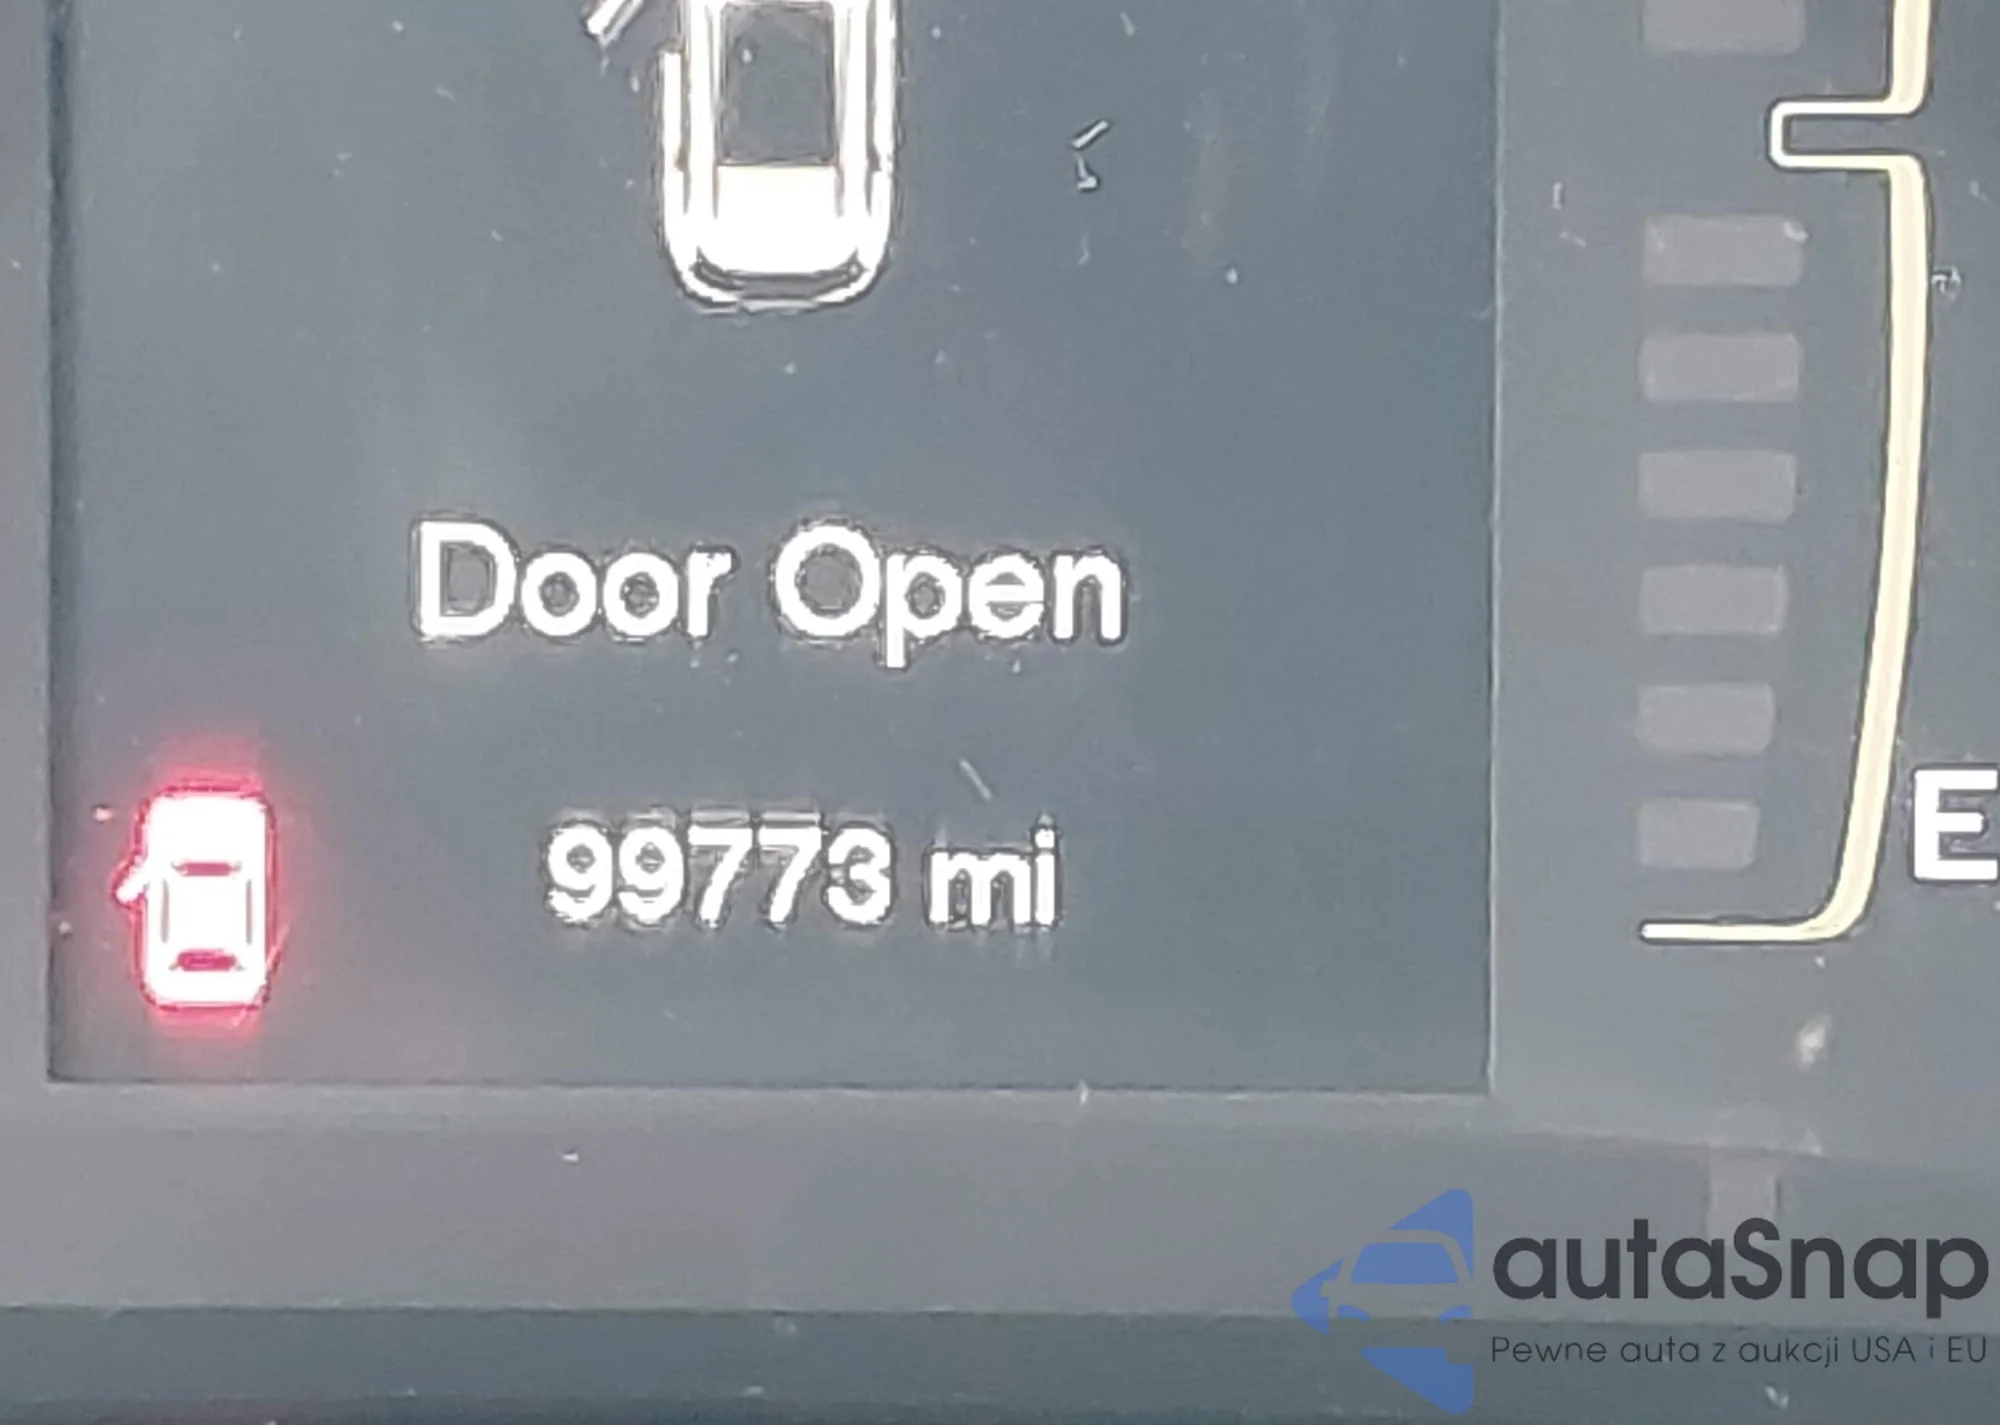 Door Open
99773 mi
E
autaSnap
Pewne auta z aukcji USA i EU